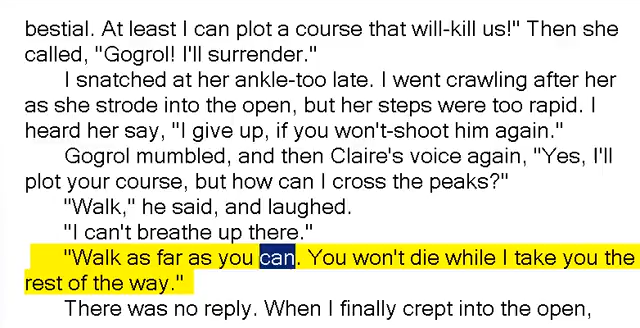 bestial. At least I can plot a course that will-kill us!" Then she
called, "Gogrol! I'll surrender."
I snatched at her ankle-too late. I went crawling after her
as she strode into the open, but her steps were too rapid. I
heard her say, "I give up, if you won't-shoot him again."
Gogrol mumbled, and then Claire's voice again, "Yes, I'll
plot your course, but how can I cross the peaks?"
"Walk," he said, and laughed.
"I can't breathe up there."
"Walk as far as you can. You won't die while I take you the
rest of the way."
There was no reply. When I finally crept into the open,